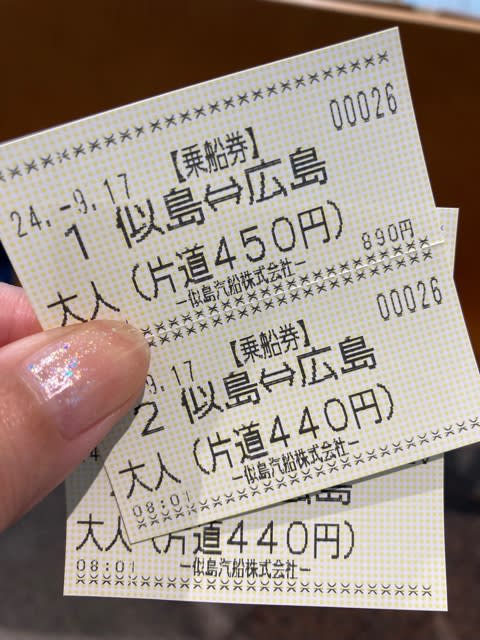 00026
【乗船券】
24.-9.17
1 似島⇔広島
大人(片道450円)
890円
-似島汽船株式会社-
00026
【乗船券】
9.17
2 似島⇔広島
大人(片道440円)
-似島汽船株式会社-
08:01
大人(片道440円)
08:01
-似島汽船株式会社-